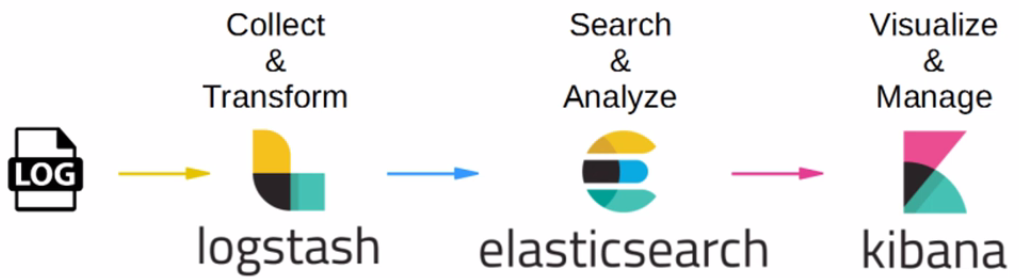 Collect
&
Transform
Search
&
Analyze
Visualize
&
Manage
LOG
logstash
elasticsearch
kibana